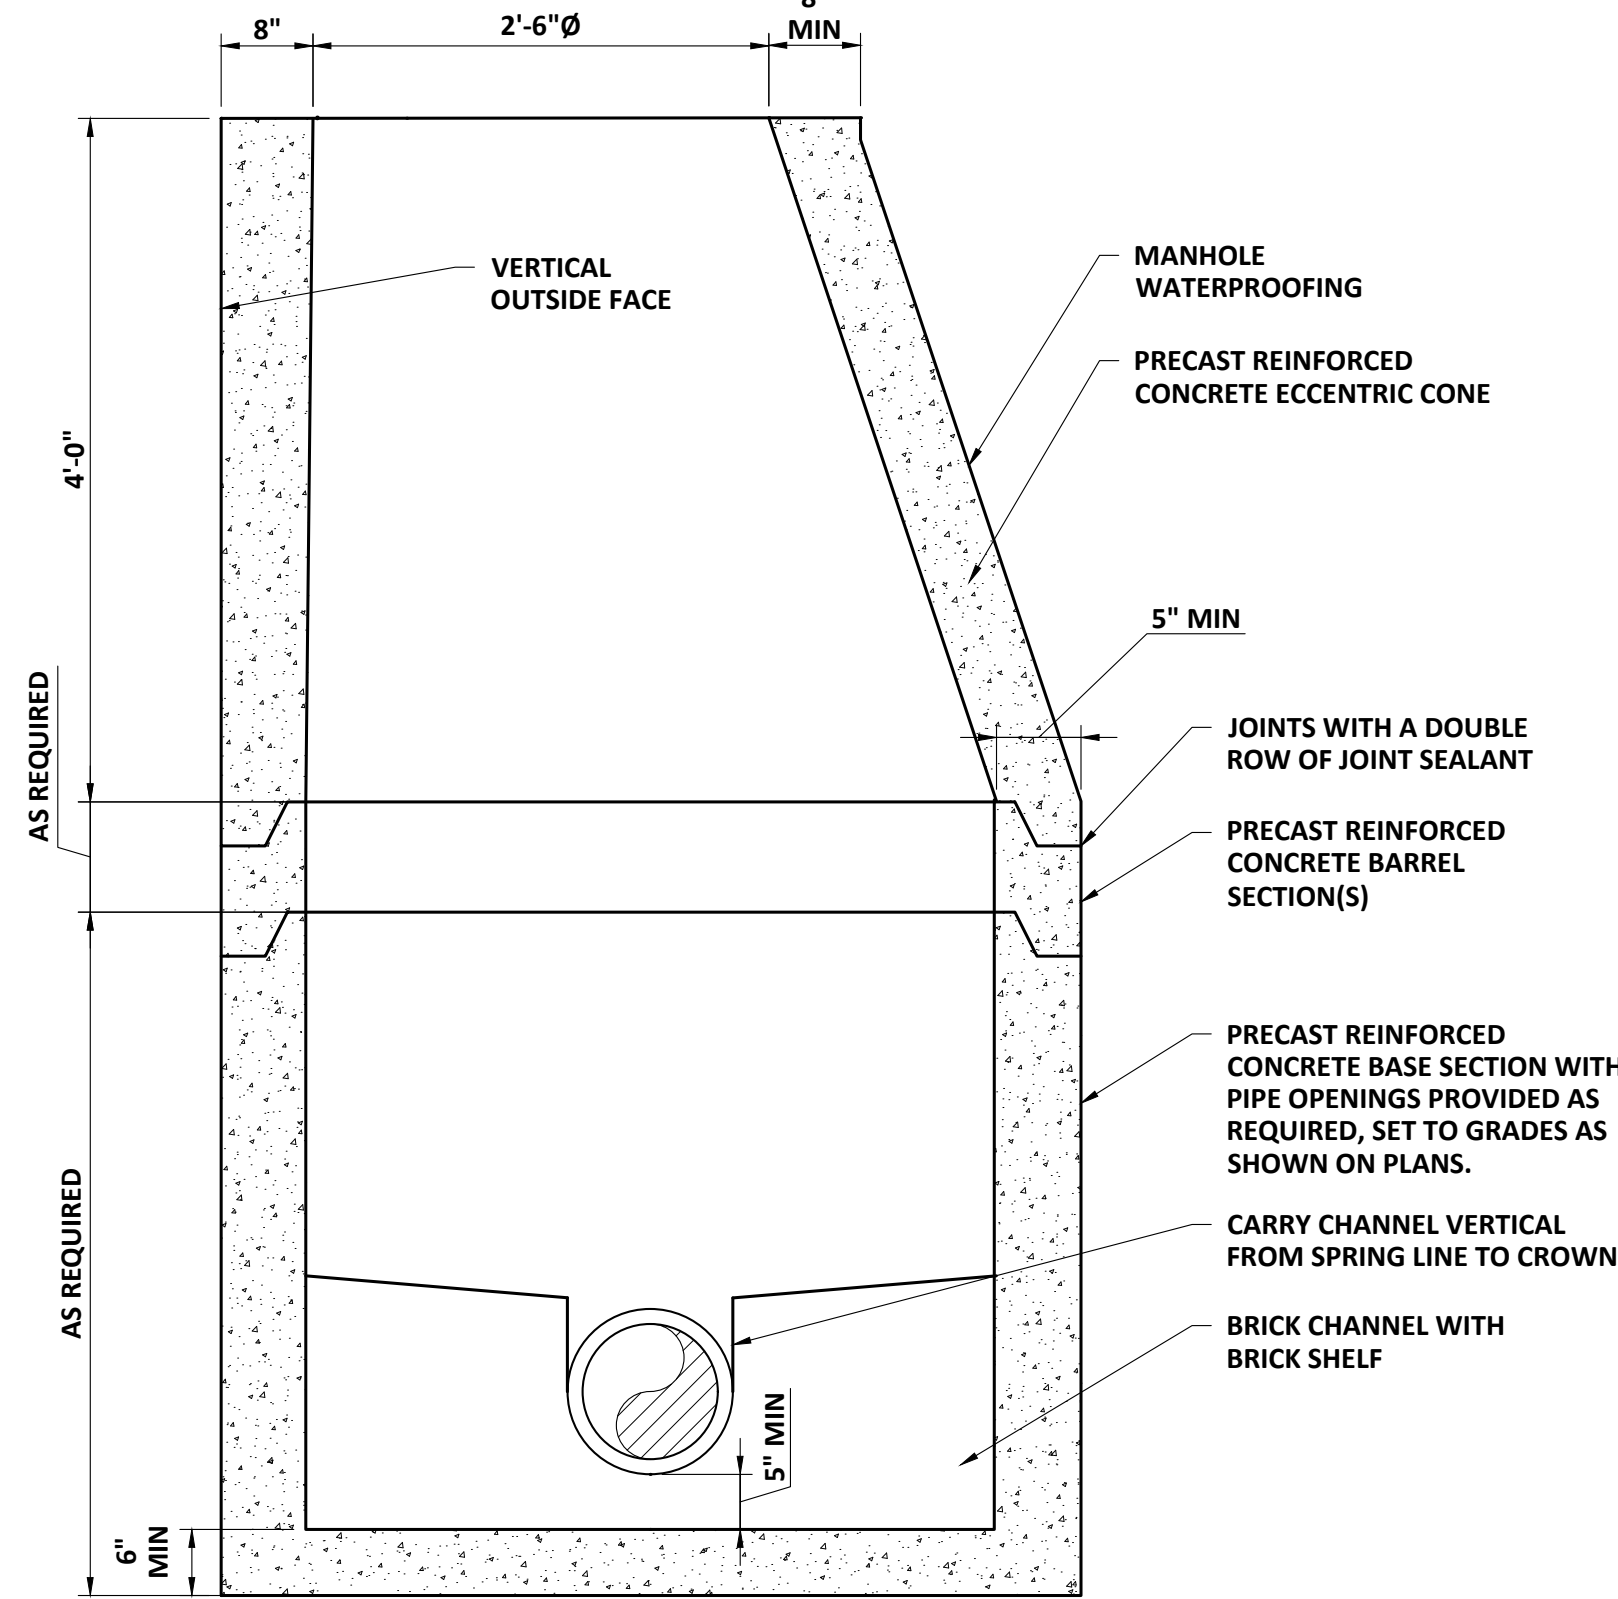 8"
2'-6"Ø
8"
MIN
VERTICAL
OUTSIDE FACE
MANHOLE
WATERPROOFING
PRECAST REINFORCED
CONCRETE ECCENTRIC CONE
4'-0"
5" MIN
AS REQUIRED
JOINTS WITH A DOUBLE
ROW OF JOINT SEALANT
PRECAST REINFORCED
CONCRETE BARREL
SECTION(S)
PRECAST REINFORCED
CONCRETE BASE SECTION WITH
PIPE OPENINGS PROVIDED AS
REQUIRED, SET TO GRADES AS
SHOWN ON PLANS.
AS REQUIRED
CARRY CHANNEL VERTICAL
FROM SPRING LINE TO CROWN
BRICK CHANNEL WITH
BRICK SHELF
5" MIN
6"
MIN